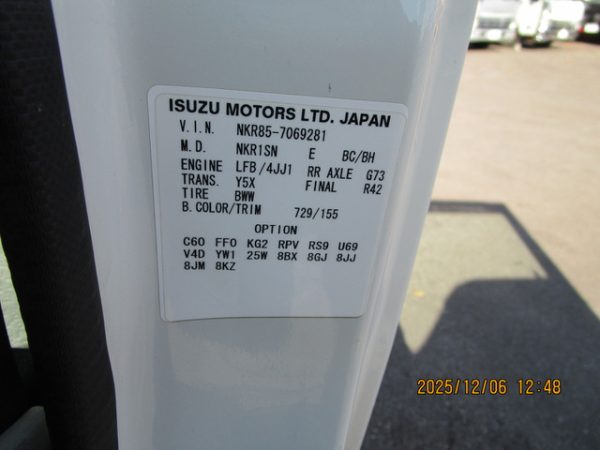 ISUZU MOTORS LTD. JAPAN
V.I.N. NKR85-7069281
M.D. NKR1SN E BC/BH
ENGINE LFB /4JJ1 RR AXLE G73
TRANS. Y5X FINAL R42
TIRE BWW
B.COLOR/TRIM 729/155
OPTION
C60 FF0 KG2 RPV RS9 U69
V4D YW1 25W 8BX 8GJ 8JJ
8JM 8KZ
2025/12/06 12:48